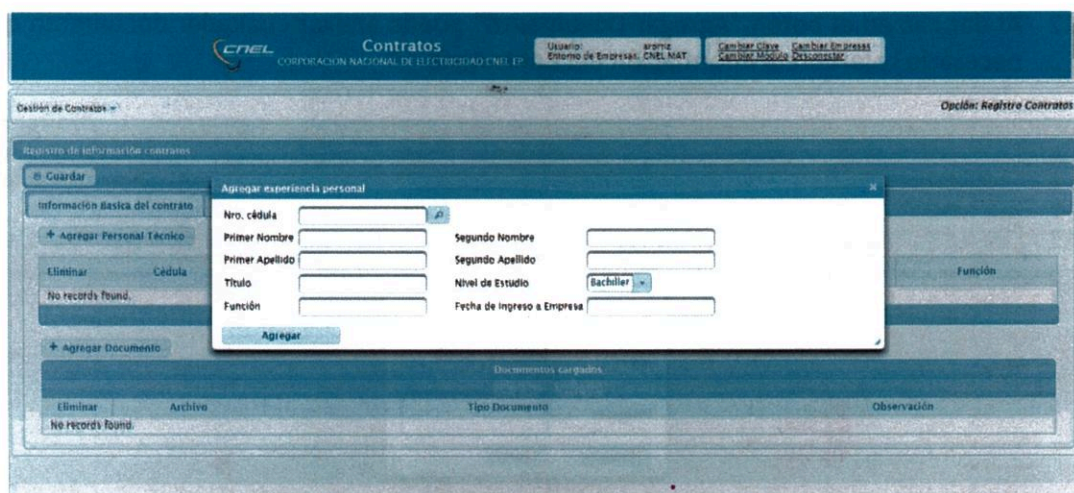 CNEL
Contratos
CORPORACIÓN NACIONAL DE ELECTRICIDAD CNEL EP
Usuario:
Entorno de Empresas: CNEL MAT
Cambiar Clave Cambiar Empresas
Cambiar Módulo Desconectar
Gestión de Contratos
Opción: Registro Contratos
Registro de información contratos
Guardar
Información Basica del contrato
Agregar experiencia personal
Nro. cédula
Primer Nombre Segundo Nombre
Primer Apellido Segundo Apellido
Título Nivel de Estudio Bachiller
Función Fecha de Ingreso a Empresa
Agregar
+ Agregar Personal Técnico
Eliminar Cédula Función
No records found.
+ Agregar Documento
Documentos cargados
Eliminar Archivo Tipo Documento Observación
No records found.